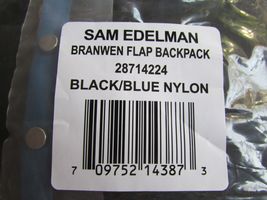 SAM EDELMAN
BRANWEN FLAP BACKPACK
28714224
BLACK/BLUE NYLON
7 09752 14387 3